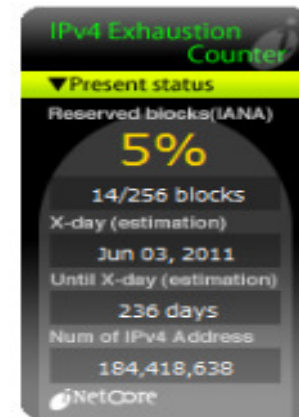 IPv4 Exhaustion
Counter
▼Present status
Reserved blocks(IANA)
5%
14/256 blocks
X-day (estimation)
Jun 03, 2011
Until X-day (estimation)
236 days
Num of IPv4 Address
184,418,638
iNetCore